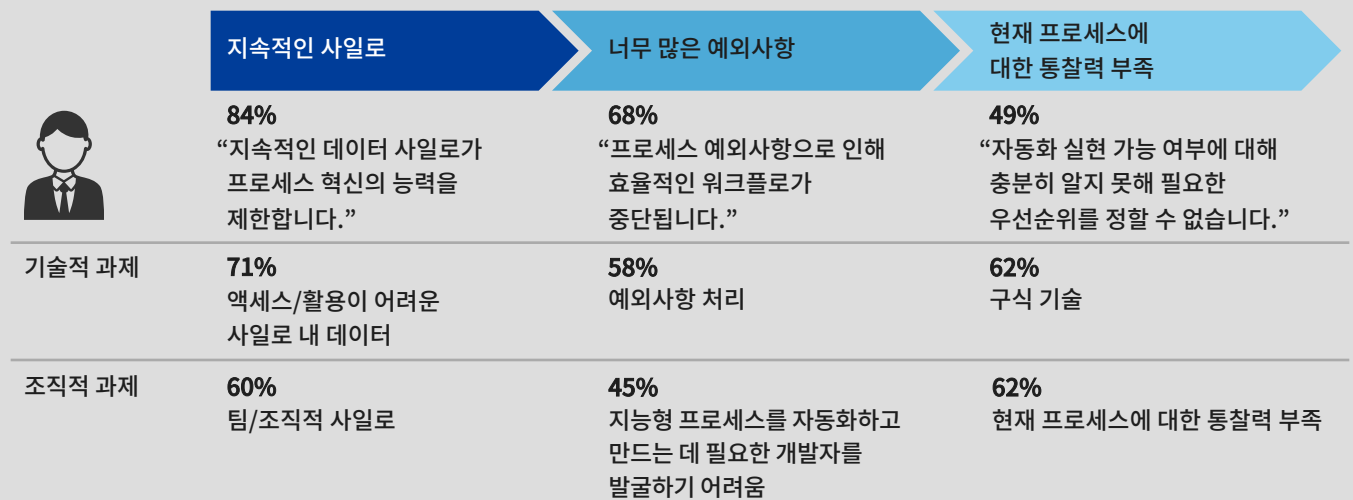 지속적인 사일로
너무 많은 예외사항
현재 프로세스에
대한 통찰력 부족
84%
“지속적인 데이터 사일로가
프로세스 혁신의 능력을
제한합니다.”
68%
“프로세스 예외사항으로 인해
효율적인 워크플로가
중단됩니다.”
49%
“자동화 실현 가능 여부에 대해
충분히 알지 못해 필요한
우선순위를 정할 수 없습니다.”
기술적 과제
71%
액세스/활용이 어려운
사일로 내 데이터
58%
예외사항 처리
62%
구식 기술
조직적 과제
60%
팀/조직적 사일로
45%
지능형 프로세스를 자동화하고
만드는 데 필요한 개발자를
발굴하기 어려움
62%
현재 프로세스에 대한 통찰력 부족